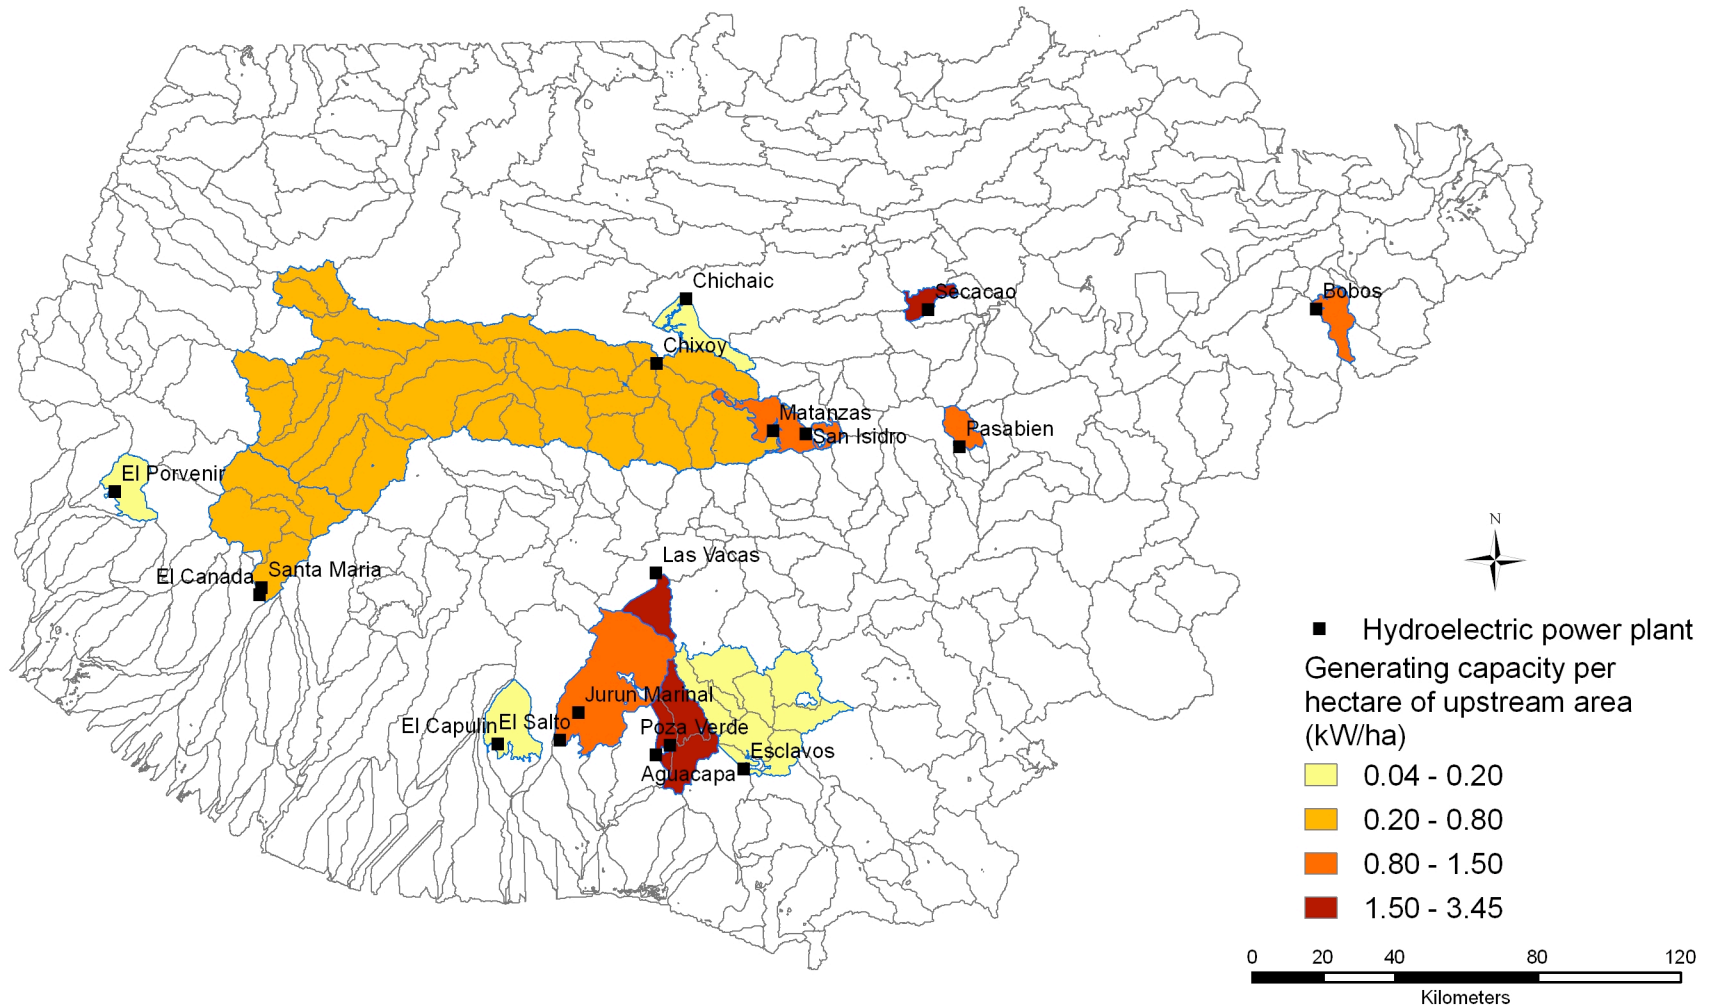 Chichaic
Secacao
Bobos
Chixoy
Matanzas
San Isidro
Pasabien
El Porvenir
Las Vacas
Santa Maria
El Canada
Jurun Marinal
El Capulin
El Salto
Poza Verde
Esclavos
Aguacapa
N
Hydroelectric power plant
Generating capacity per
hectare of upstream area
(kW/ha)
0.04 - 0.20
0.20 - 0.80
0.80 - 1.50
1.50 - 3.45
0 20 40 80 120
Kilometers